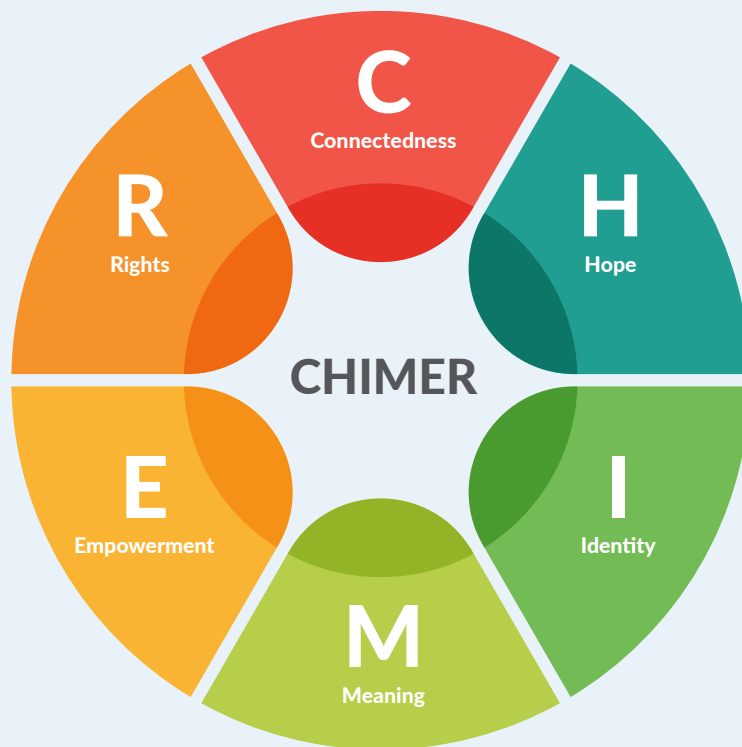 C
Connectedness
H
Hope
I
Identity
M
Meaning
E
Empowerment
R
Rights
CHIMER